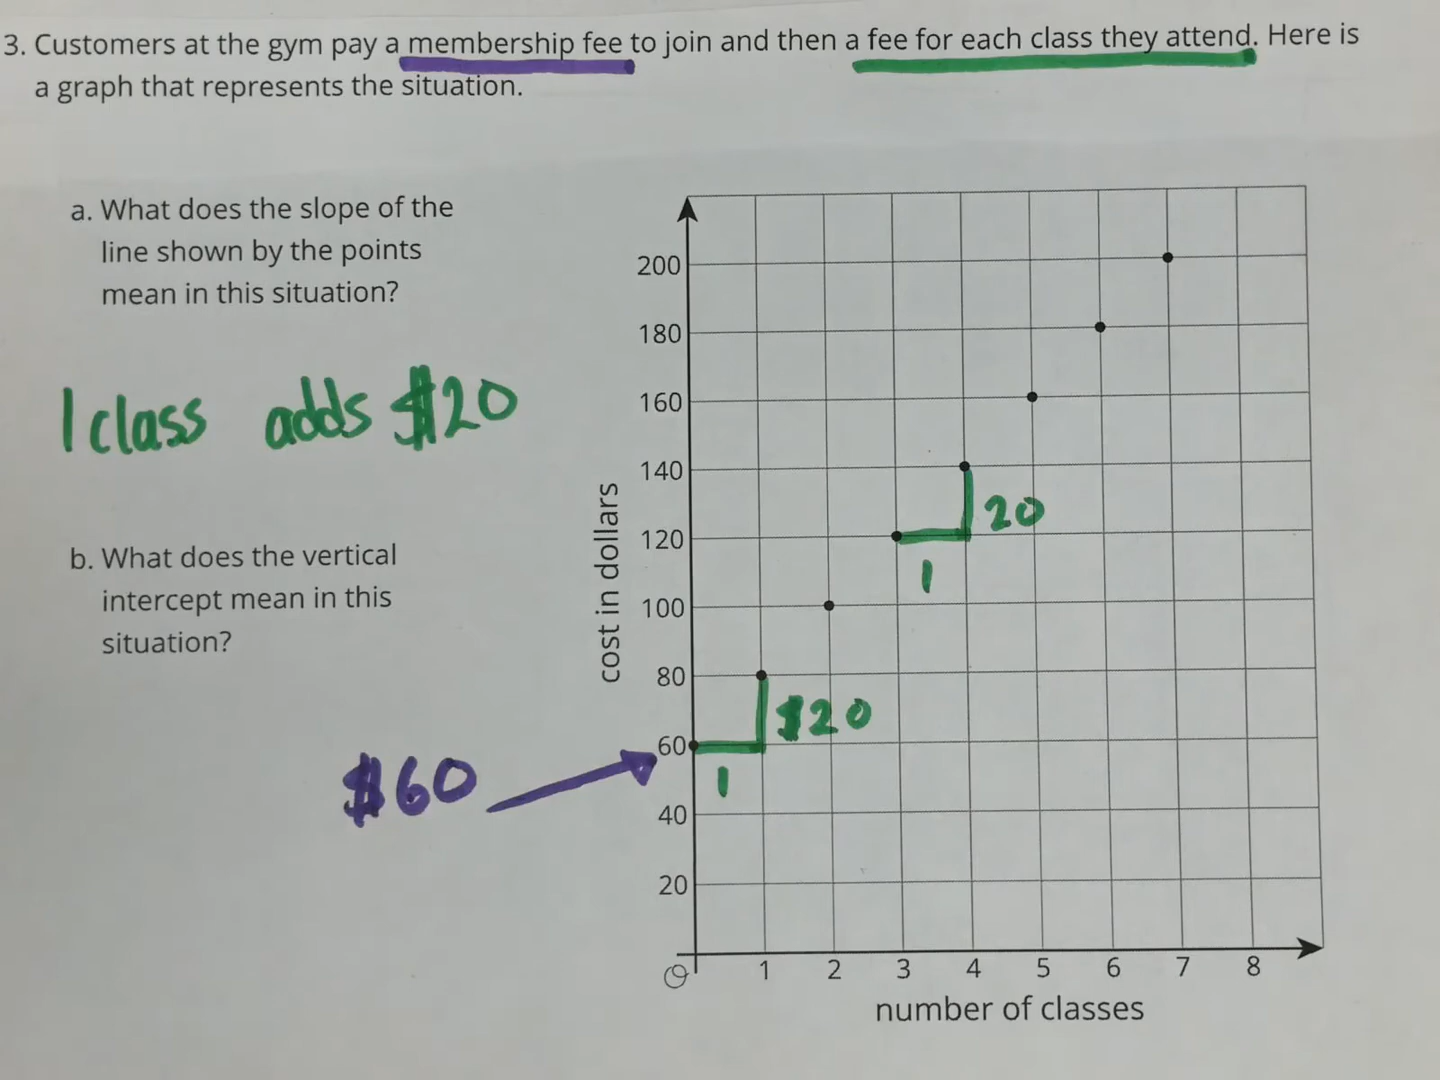 3. Customers at the gym pay a membership fee to join and then a fee for each class they attend. Here is
a graph that represents the situation.
a. What does the slope of the
line shown by the points
mean in this situation?
1 class adds $20
b. What does the vertical
intercept mean in this
situation?
$60
cost in dollars
200
180
160
140
120
100
80
60
40
20
20
1
$20
1
O
1 2 3 4 5 6 7 8
number of classes